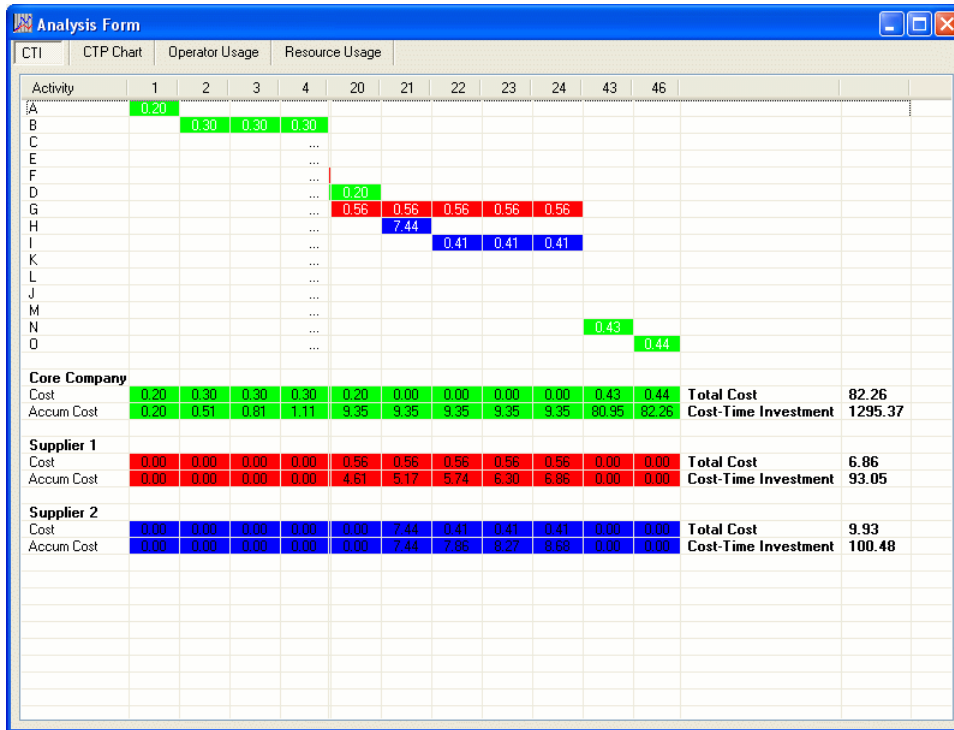 Analysis Form
CTI CTP Chart Operator Usage Resource Usage
Activity 1 2 3 4 20 21 22 23 24 43 46
A 0.20
B 0.30 0.30 0.30
C ...
E ...
F ...
D ... 0.20
G ... 0.56 0.56 0.56 0.56 0.56
H ... 7.44
I ... 0.41 0.41 0.41
K ...
L ...
J ...
M ...
N ... 0.43
O ... 0.44
Core Company
Cost 0.20 0.30 0.30 0.30 0.20 0.00 0.00 0.00 0.00 0.43 0.44 Total Cost 82.26
Accum Cost 0.20 0.51 0.81 1.11 9.35 9.35 9.35 9.35 9.35 80.95 82.26 Cost-Time Investment 1295.37
Supplier 1
Cost 0.00 0.00 0.00 0.00 0.56 0.56 0.56 0.56 0.56 0.00 0.00 Total Cost 6.86
Accum Cost 0.00 0.00 0.00 0.00 4.61 5.17 5.74 6.30 6.86 0.00 0.00 Cost-Time Investment 93.05
Supplier 2
Cost 0.00 0.00 0.00 0.00 0.00 7.44 0.41 0.41 0.41 0.00 0.00 Total Cost 9.93
Accum Cost 0.00 0.00 0.00 0.00 0.00 7.44 7.86 8.27 8.68 0.00 0.00 Cost-Time Investment 100.48